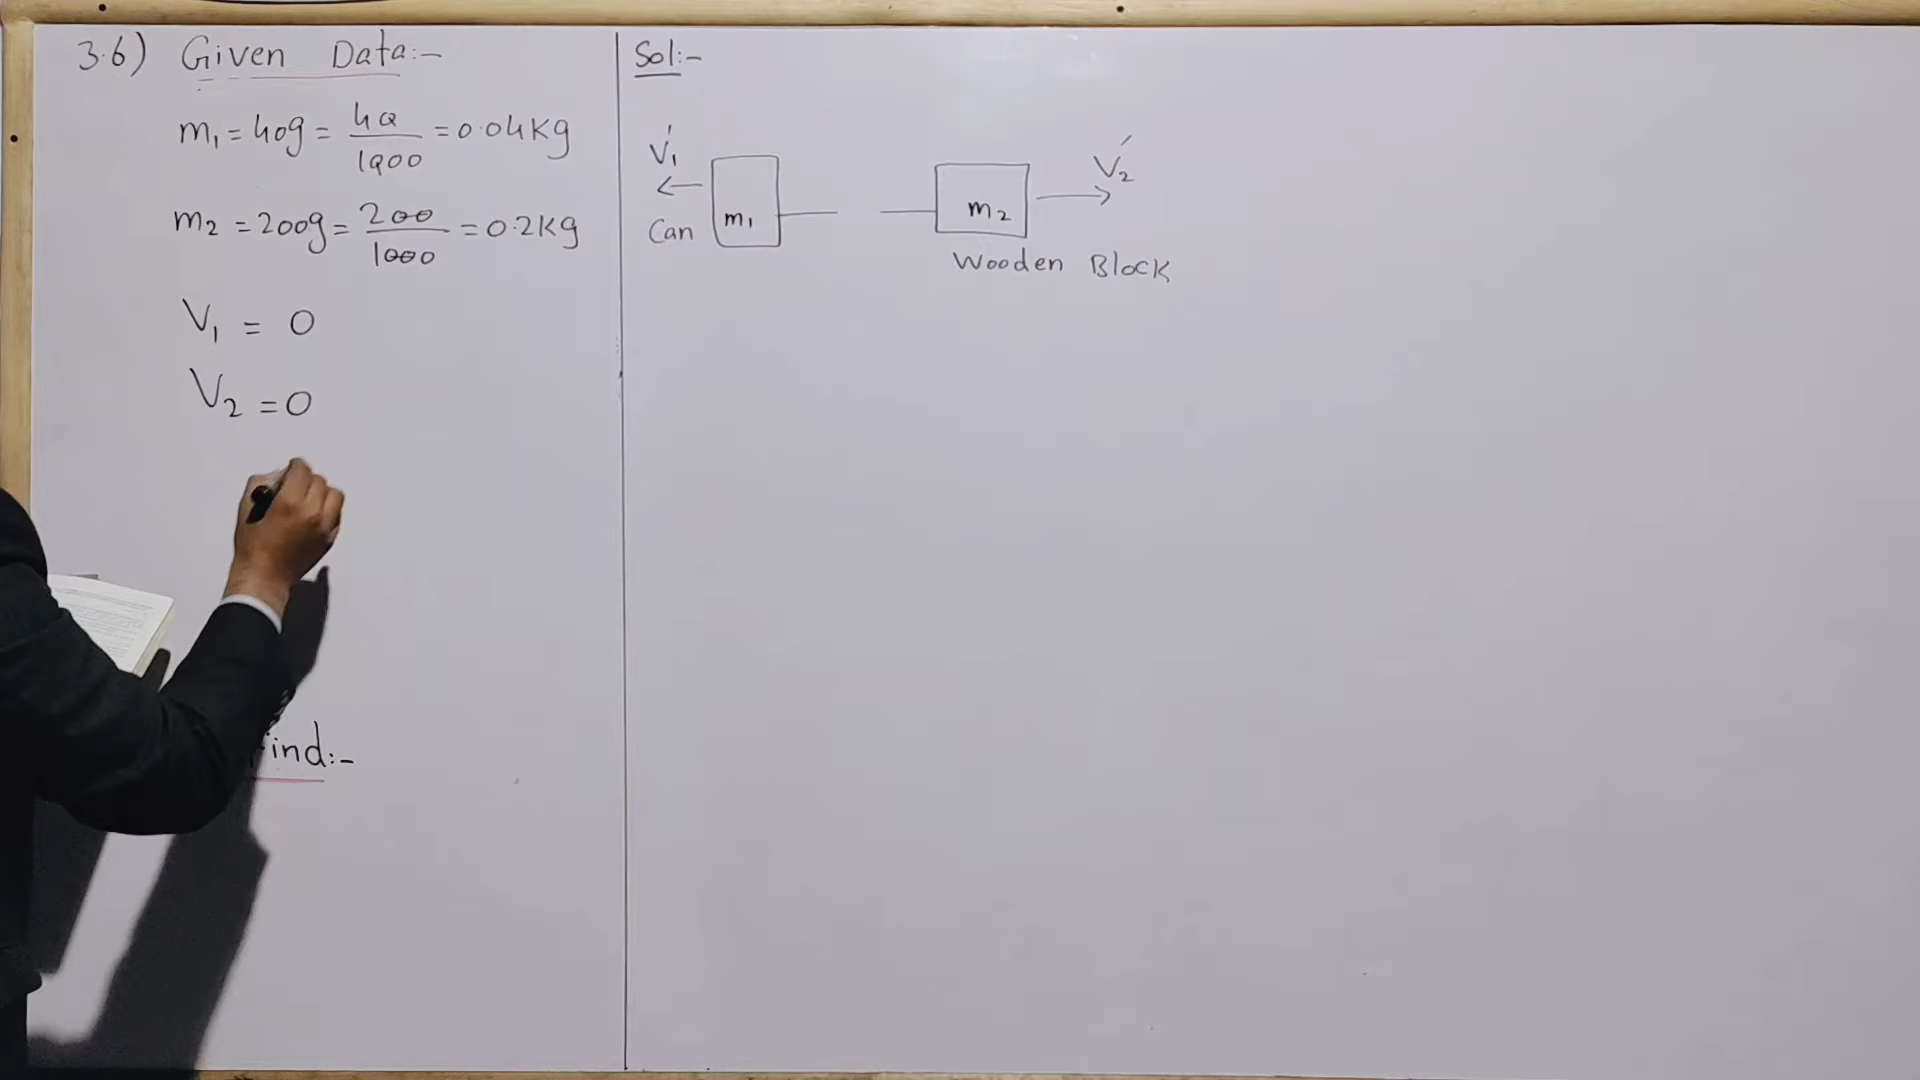 3.6) Given Data:-
m₁ = 40g = 40/1000 = 0.04Kg
m₂ = 200g = 200/1000 = 0.2Kg
V₁ = 0
V₂ = 0
Find:-
Sol:-
V₁′
Can
m₁
m₂
V₂′
Wooden Block